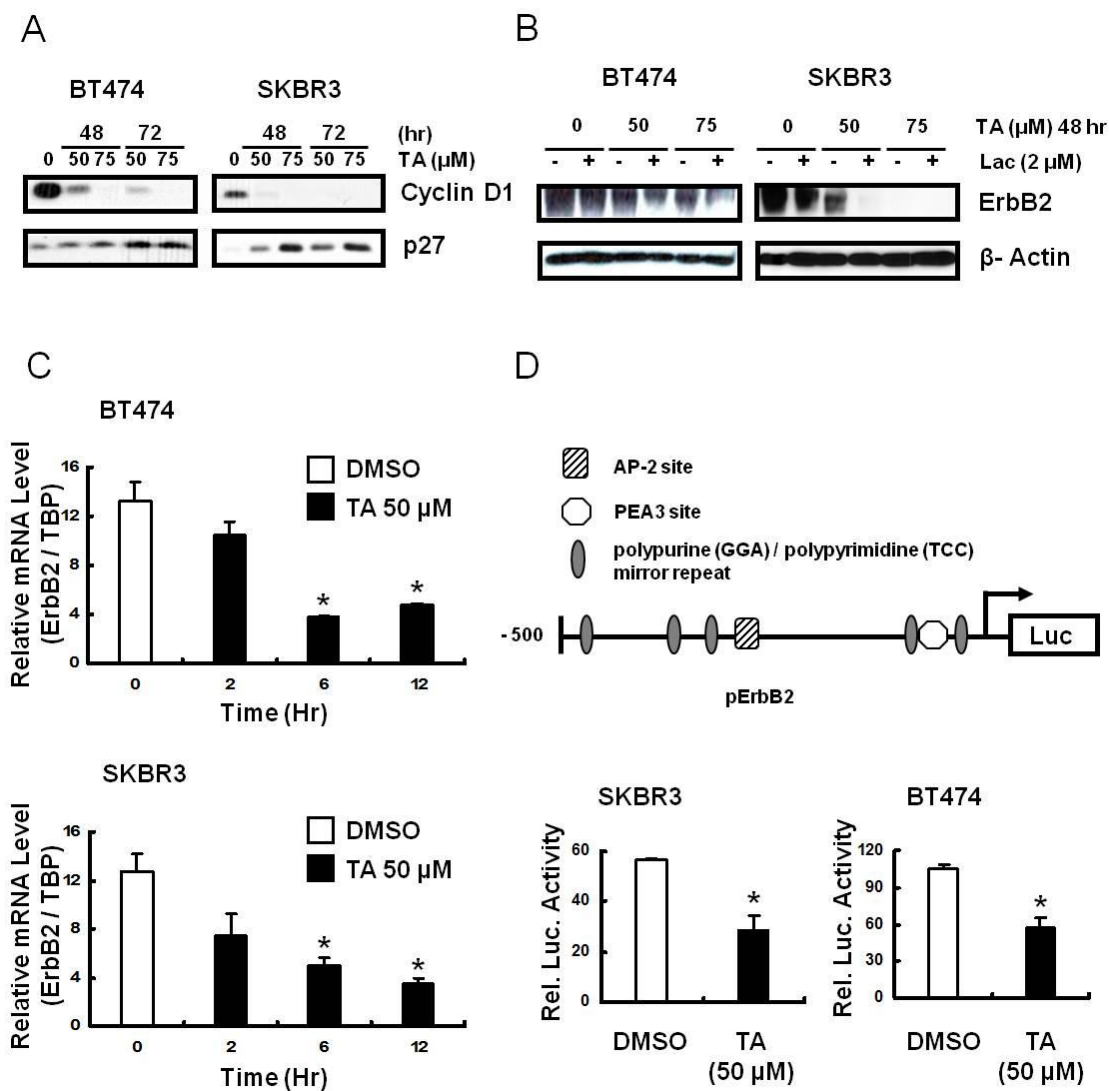 A
BT474 SKBR3
48 72 48 72 (hr)
0 50 75 50 75 0 50 75 50 75 TA (μM)
Cyclin D1
p27
B
BT474 SKBR3
0 50 75 0 50 75 TA (μM) 48 hr
- + - + - + - + - + - + Lac (2 μM)
ErbB2
β- Actin
C
BT474
Relative mRNA Level
(ErbB2 / TBP)
16
12
8
4
0
DMSO
TA 50 μM
* *
0 2 6 12
Time (Hr)
SKBR3
Relative mRNA Level
(ErbB2 / TBP)
16
12
8
4
0
DMSO
TA 50 μM
* *
0 2 6 12
Time (Hr)
D
AP-2 site
PEA3 site
polypurine (GGA) / polypyrimidine (TCC)
mirror repeat
- 500
Luc
pErbB2
SKBR3
Rel. Luc. Activity
60
40
20
0
*
DMSO TA
(50 μM)
BT474
Rel. Luc. Activity
120
90
60
30
0
*
DMSO TA
(50 μM)